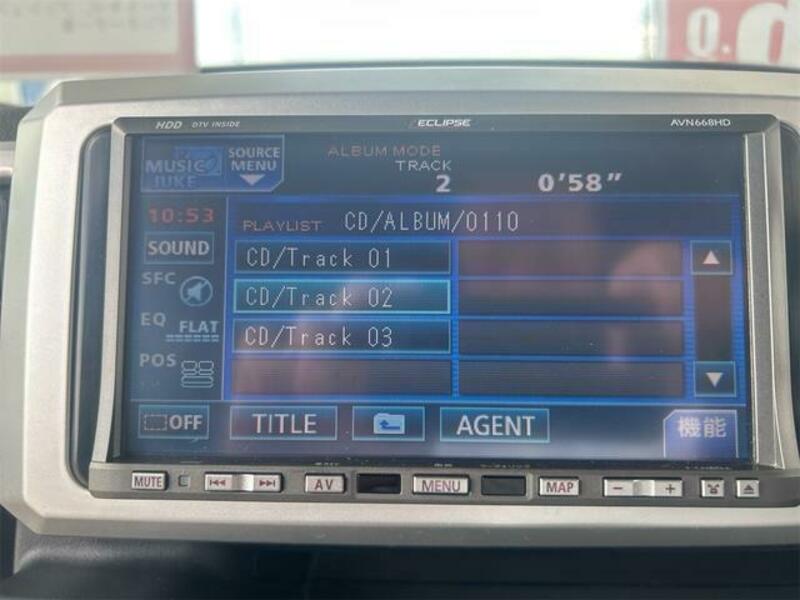 HDD DTV INSIDE
ECLIPSE
AVN668HD
MUSIC JUKE
SOURCE MENU
ALBUM MODE
TRACK
2
0'58"
10:53
PLAYLIST CD/ALBUM/0110
SOUND
CD/Track 01
SFC
CD/Track 02
EQ FLAT
CD/Track 03
POS
OFF
TITLE
AGENT
機能
MUTE
AV
MENU
MAP